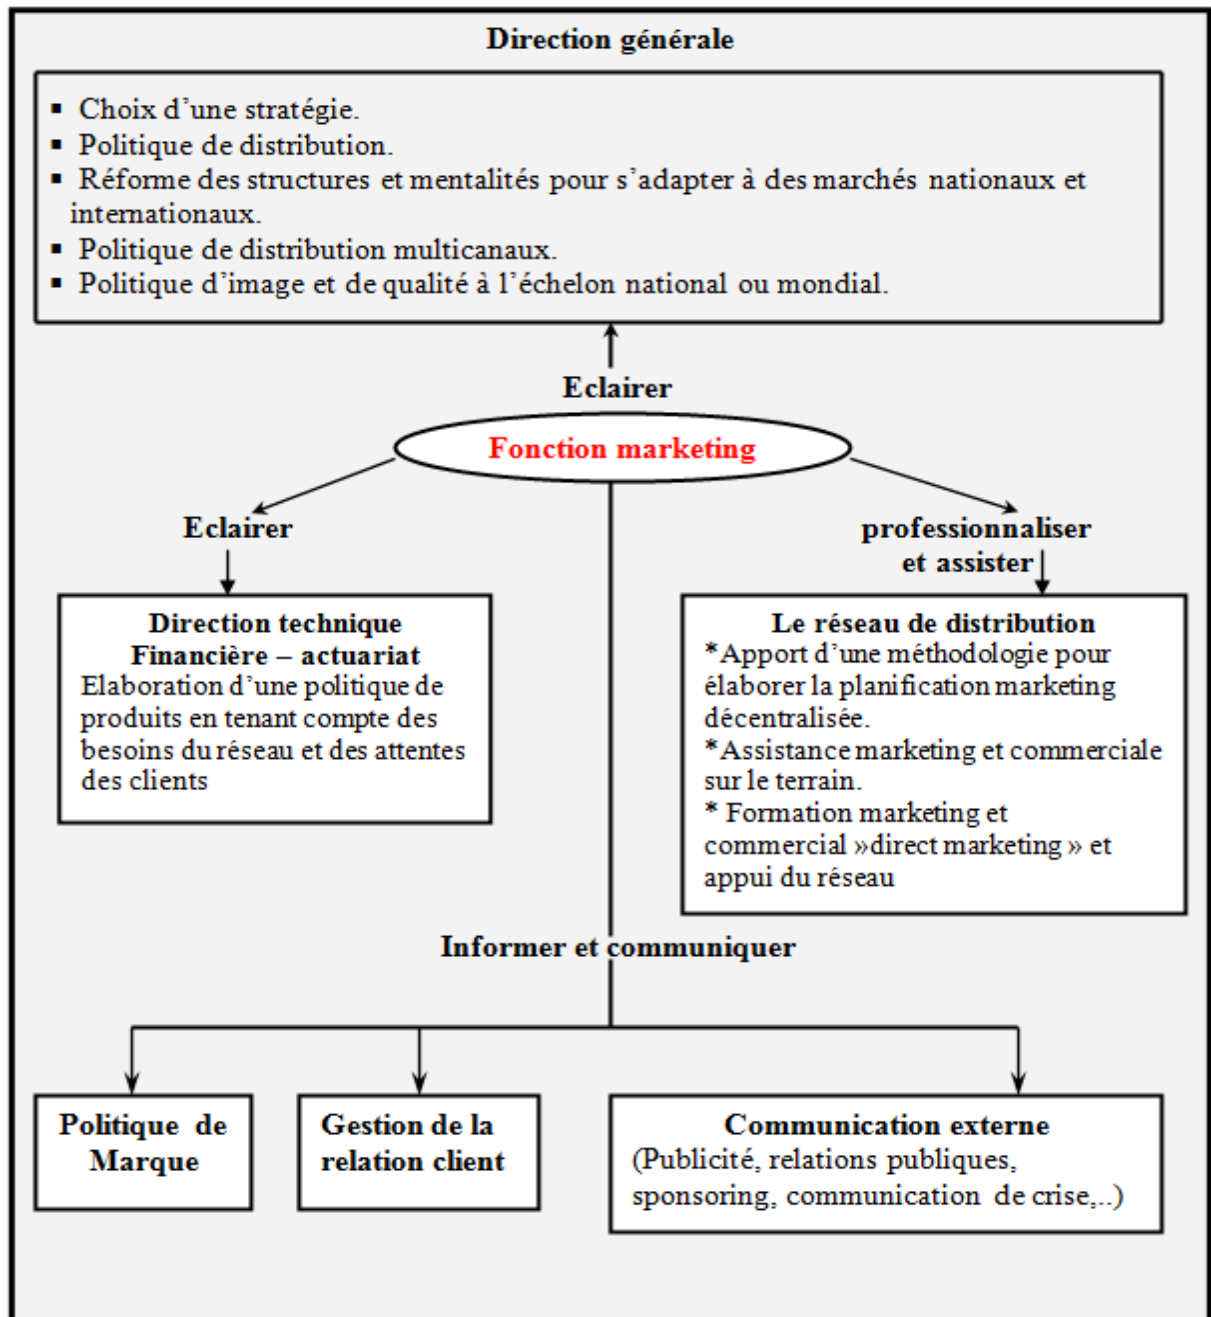 Direction générale
▪ Choix d’une stratégie.
▪ Politique de distribution.
▪ Réforme des structures et mentalités pour s’adapter à des marchés nationaux et
internationaux.
▪ Politique de distribution multicanaux.
▪ Politique d’image et de qualité à l’échelon national ou mondial.
Eclairer
Fonction marketing
Eclairer
professionnaliser
et assister
Direction technique
Financière – actuariat
Elaboration d’une politique de
produits en tenant compte des
besoins du réseau et des attentes
des clients
Le réseau de distribution
*Apport d’une méthodologie pour
élaborer la planification marketing
décentralisée.
*Assistance marketing et commerciale
sur le terrain.
* Formation marketing et
commercial »direct marketing » et
appui du réseau
Informer et communiquer
Politique de
Marque
Gestion de la
relation client
Communication externe
(Publicité, relations publiques,
sponsoring, communication de crise,..)